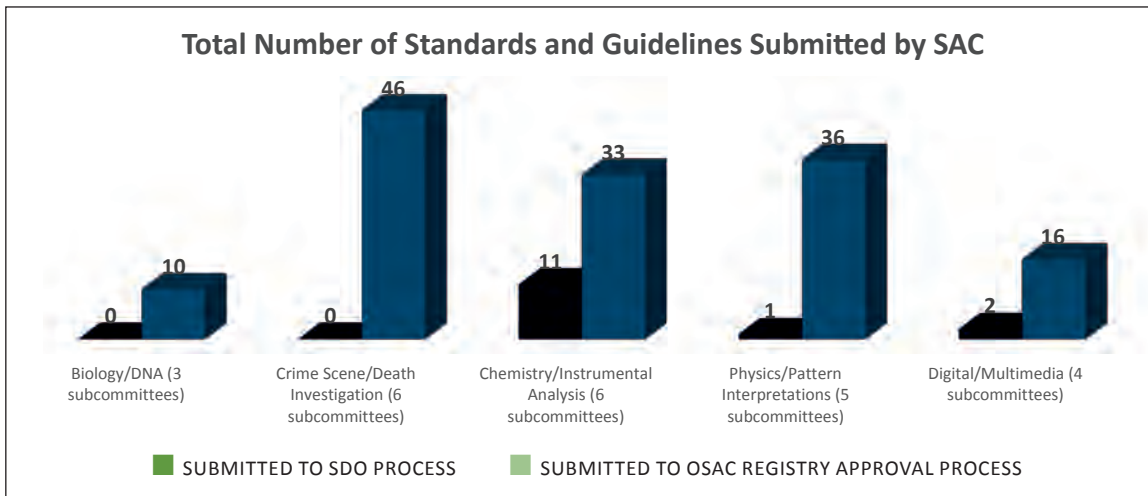 Total Number of Standards and Guidelines Submitted by SAC
0
10
0
46
11
33
1
36
2
16
Biology/DNA (3
subcommittees)
Crime Scene/Death
Investigation (6
subcommittees)
Chemistry/Instrumental
Analysis (6
subcommittees)
Physics/Pattern
Interpretations (5
subcommittees)
Digital/Multimedia (4
subcommittees)
SUBMITTED TO SDO PROCESS
SUBMITTED TO OSAC REGISTRY APPROVAL PROCESS